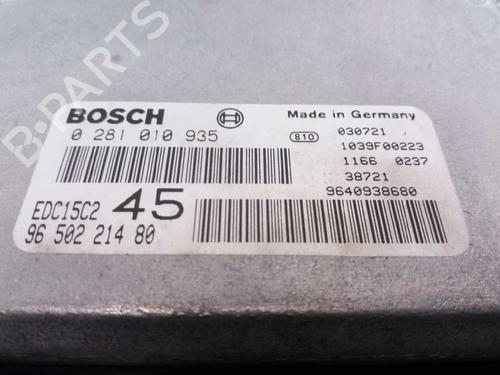 B-PARTS
BOSCH
Made in Germany
0 281 010 935
810
030721
1039F00223
1166 0237
38721
9640938680
EDC15C2 45
96 502 214 80